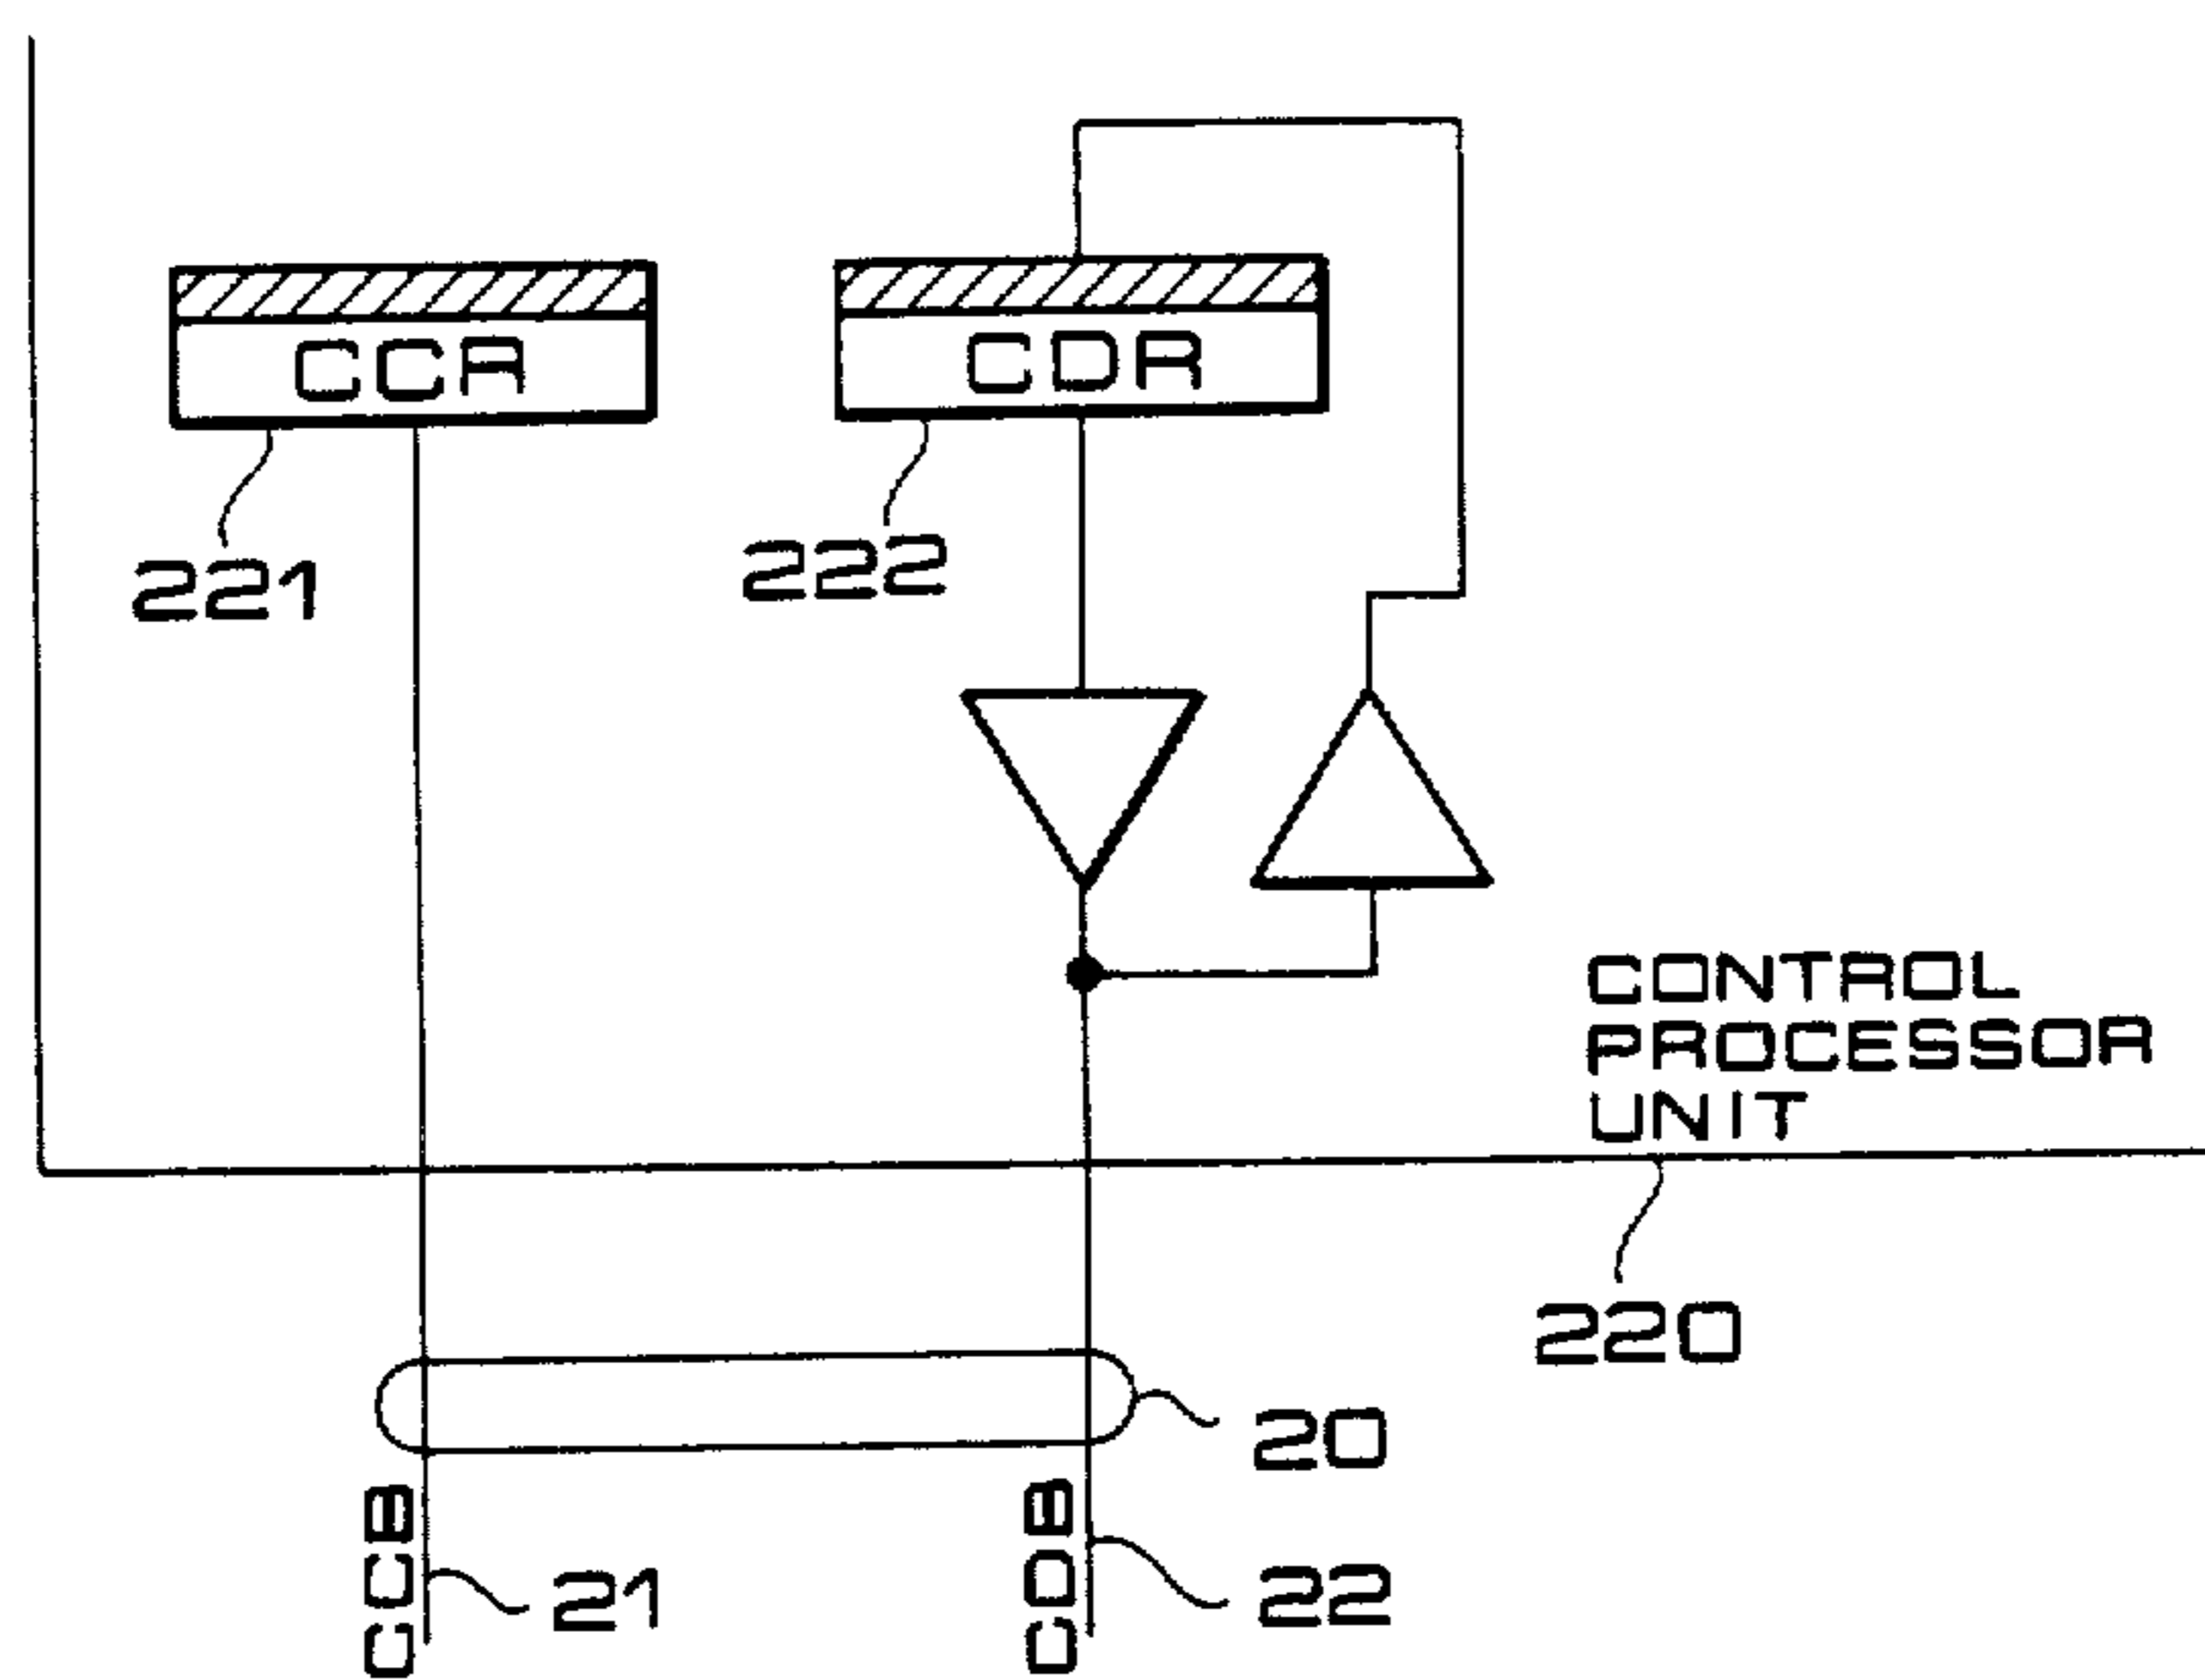 CCR
CDR
221
222
CONTROL
PROCESSOR
UNIT
220
20
CCB
21
CDB
22